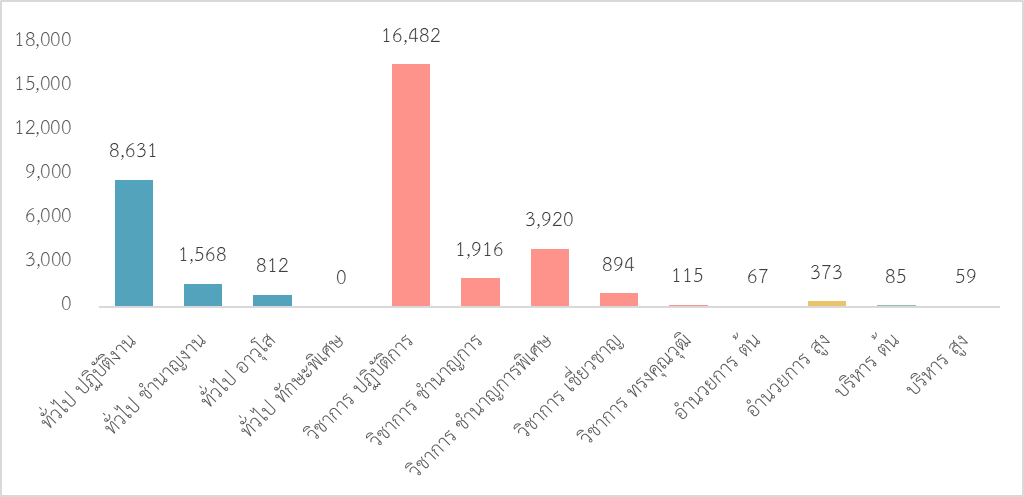 18,000
15,000
12,000
9,000
6,000
3,000
0
8,631
1,568
812
0
16,482
1,916
3,920
894
115
67
373
85
59
ทั่วไป ปฏิบัติงาน
ทั่วไป ชำนาญงาน
ทั่วไป อาวุโส
ทั่วไป ทักษะพิเศษ
วิชาการ ปฏิบัติการ
วิชาการ ชำนาญการ
วิชาการ ชำนาญการพิเศษ
วิชาการ เชี่ยวชาญ
วิชาการ ทรงคุณวุฒิ
อำนวยการ ต้น
อำนวยการ สูง
บริหาร ต้น
บริหาร สูง